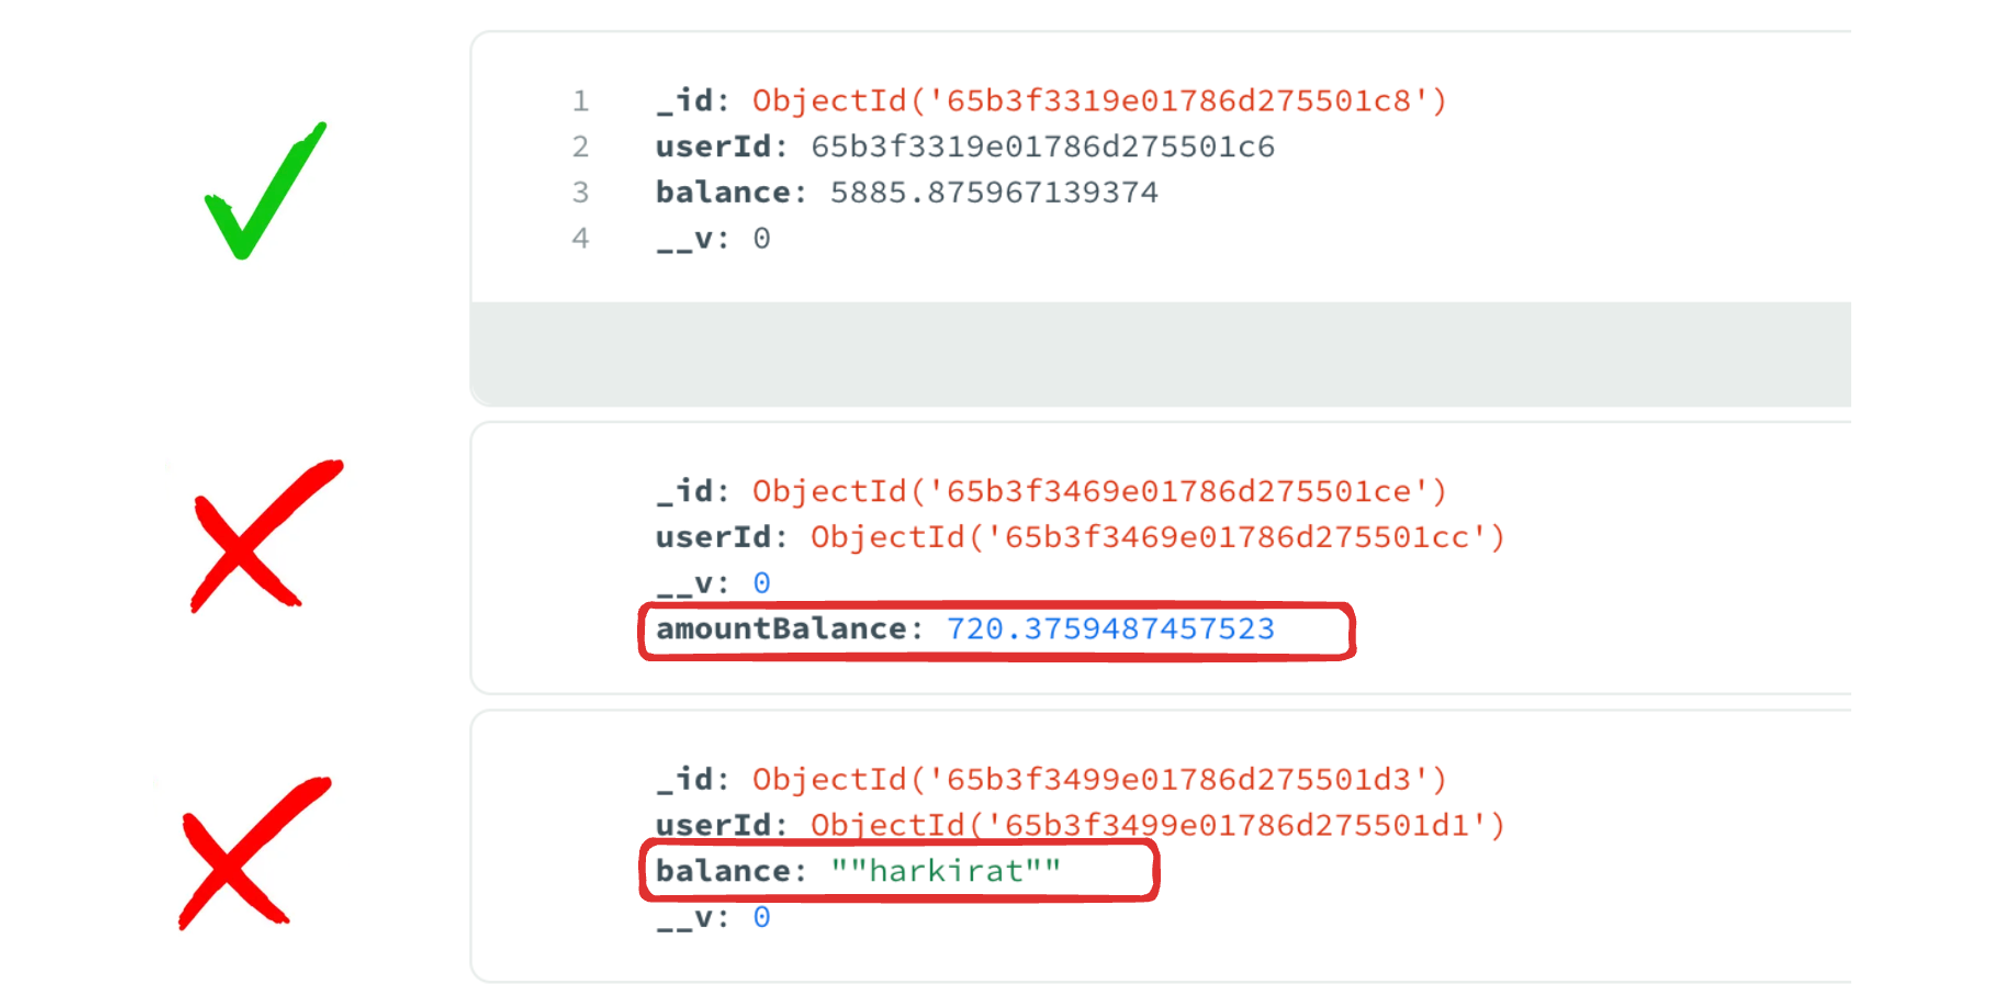 1 _id: ObjectId('65b3f3319e01786d275501c8')
2 userId: 65b3f3319e01786d275501c6
3 balance: 5885.875967139374
4 __v: 0
_id: ObjectId('65b3f3469e01786d275501ce')
userId: ObjectId('65b3f3469e01786d275501cc')
__v: 0
amountBalance: 720.3759487457523
_id: ObjectId('65b3f3499e01786d275501d3')
userId: ObjectId('65b3f3499e01786d275501d1')
balance: ""harkirat""
__v: 0